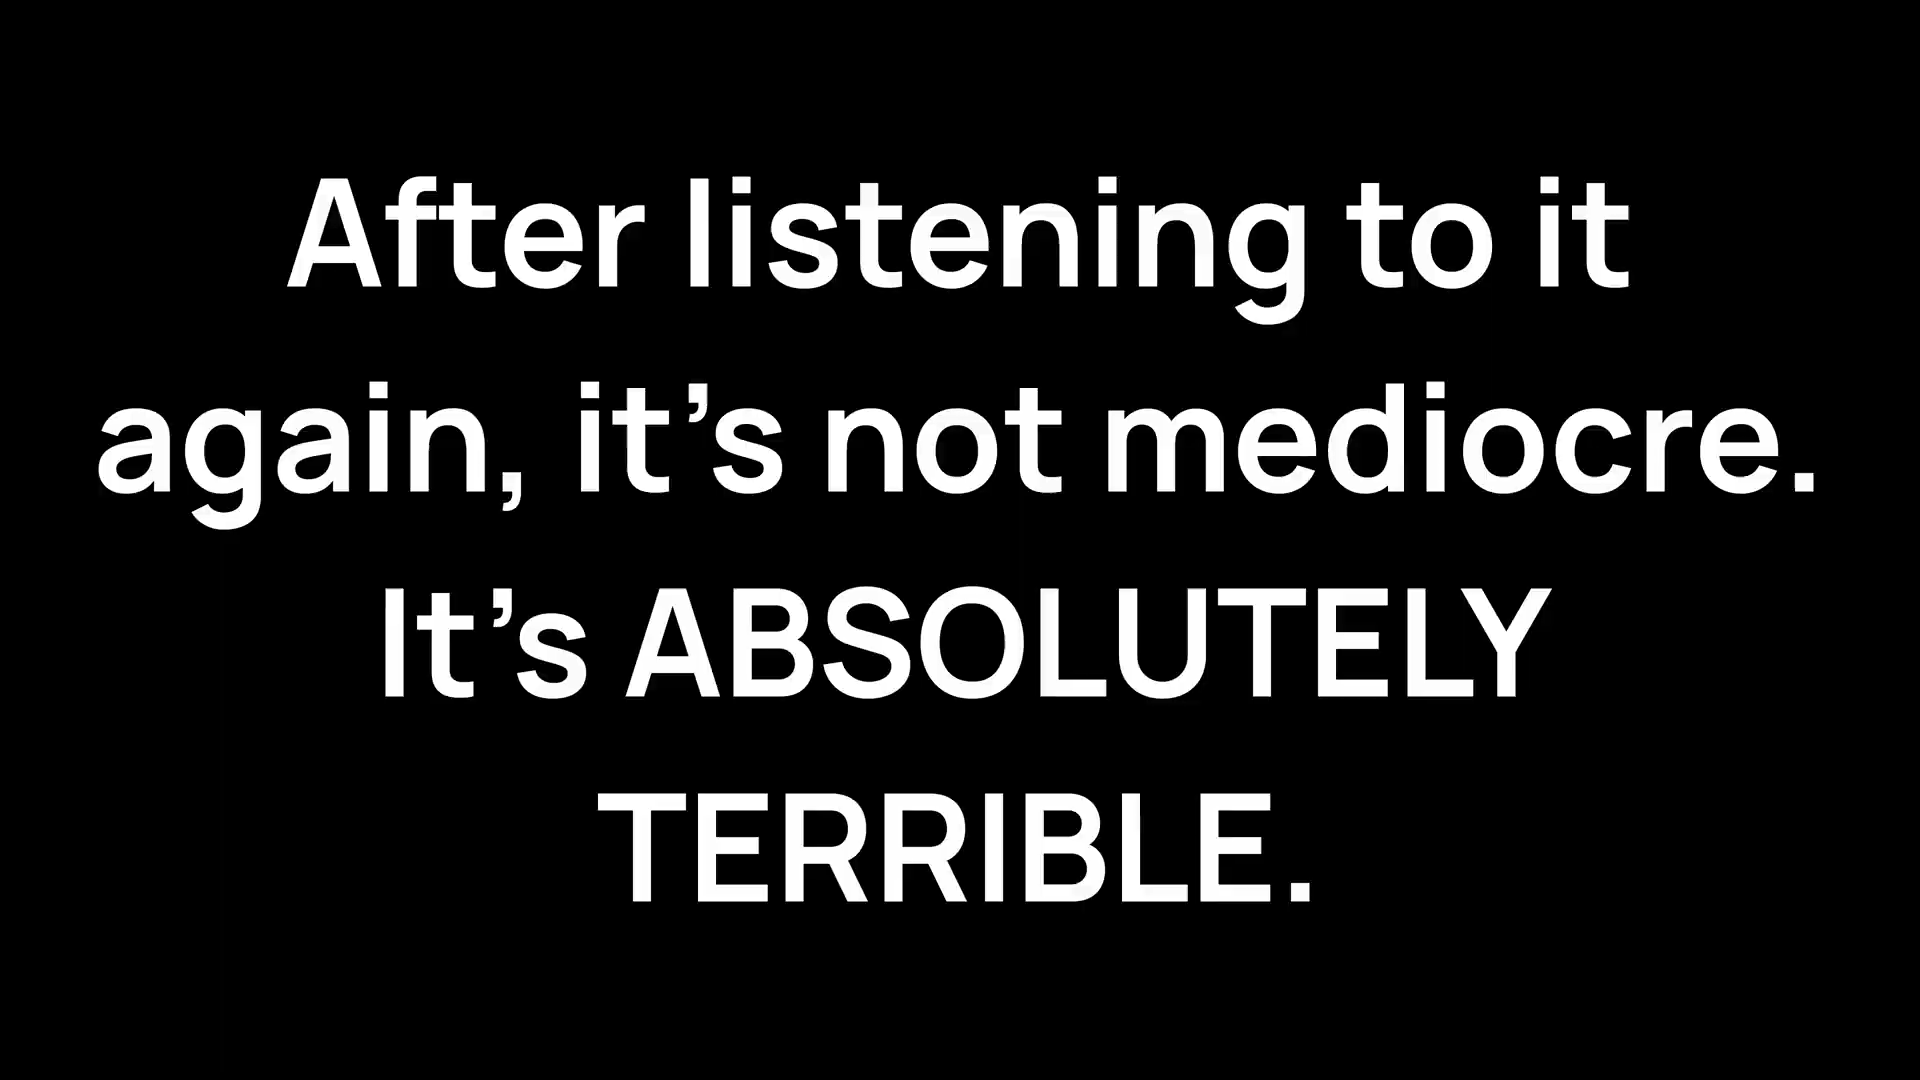 After listening to it
again, it’s not mediocre.
It’s ABSOLUTELY
TERRIBLE.